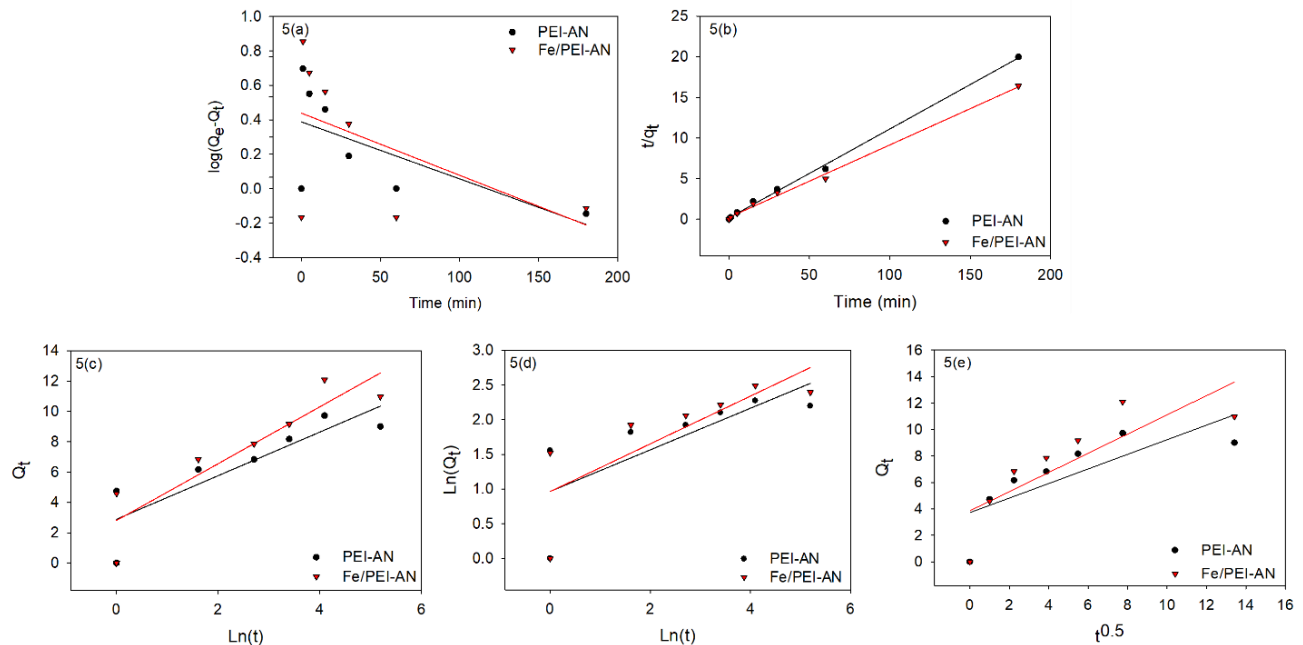 5(a)
PEI-AN
Fe/PEI-AN
1.0
0.8
0.6
0.4
0.2
0.0
-0.2
-0.4
log(Qe-Qt)
0
50
100
150
200
Time (min)
5(b)
25
20
15
10
5
0
t/qt
PEI-AN
Fe/PEI-AN
0
50
100
150
200
Time (min)
5(c)
14
12
10
8
6
4
2
0
Qt
PEI-AN
Fe/PEI-AN
0
2
4
6
Ln(t)
5(d)
3.0
2.5
2.0
1.5
1.0
0.5
0.0
Ln(Qt)
PEI-AN
Fe/PEI-AN
0
2
4
6
Ln(t)
5(e)
16
14
12
10
8
6
4
2
0
Qt
PEI-AN
Fe/PEI-AN
0
2
4
6
8
10
12
14
16
t0.5